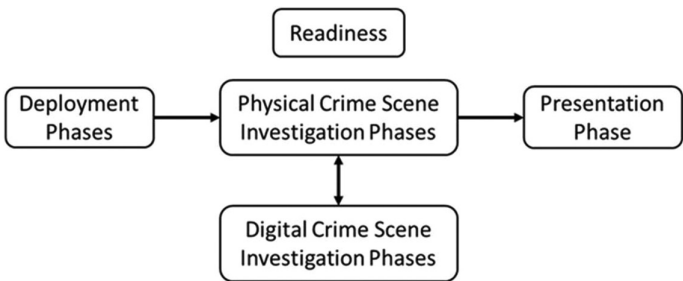 Readiness
Deployment
Phases
Physical Crime Scene
Investigation Phases
Presentation
Phase
Digital Crime Scene
Investigation Phases